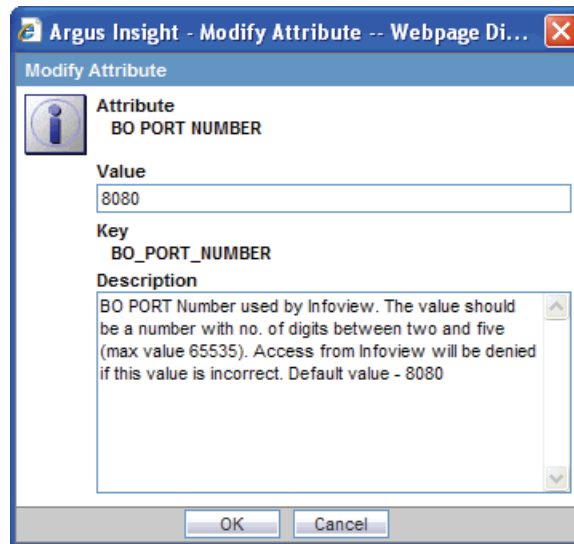 Argus Insight - Modify Attribute -- Webpage Di...
Modify Attribute
Attribute
BO PORT NUMBER
Value
8080
Key
BO_PORT_NUMBER
Description
BO PORT Number used by Infoview. The value should
be a number with no. of digits between two and five
(max value 65535). Access from Infoview will be denied
if this value is incorrect. Default value - 8080
OK Cancel